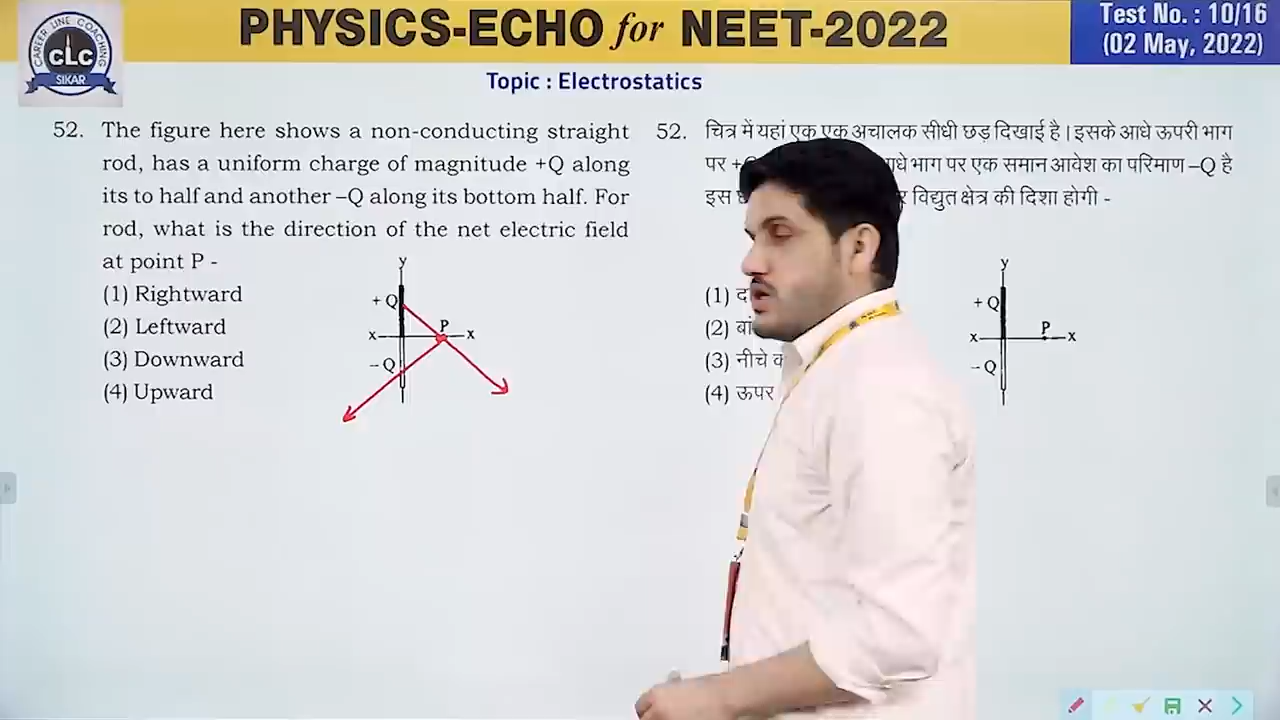 PHYSICS-ECHO for NEET-2022
Test No. : 10/16
(02 May, 2022)
CAREER LINE COACHING
CLC
SIKAR
Topic : Electrostatics
52. The figure here shows a non-conducting straight
rod, has a uniform charge of magnitude +Q along
its to half and another –Q along its bottom half. For
rod, what is the direction of the net electric field
at point P -
(1) Rightward
(2) Leftward
(3) Downward
(4) Upward
y
+ Q
P
x
x
– Q
52. चित्र में यहां एक एक अचालक सीधी छड़ दिखाई है। इसके आधे ऊपरी भाग
पर भाग पर एक समान आवेश का परिमाण –Q है
इस विद्युत क्षेत्र की दिशा होगी -
(1)
(2)
(3) नीचे
(4) ऊपर
y
+ Q
P
x
x
– Q